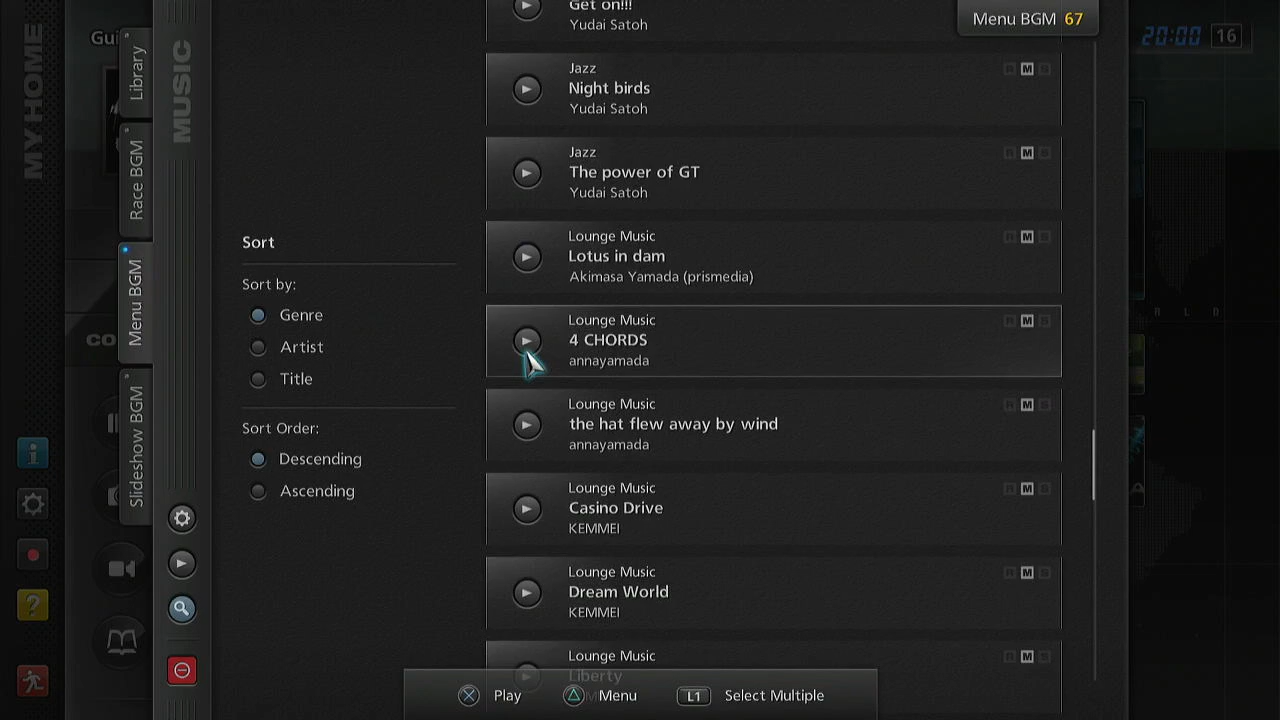 MY HOME
Gui
Library
Race BGM
Menu BGM
Slideshow BGM
MUSIC
Menu BGM 67
20:00 16
Get on!!!
Yudai Satoh
Jazz
Night birds
Yudai Satoh
R M S
Jazz
The power of GT
Yudai Satoh
R M S
Lounge Music
Lotus in dam
Akimasa Yamada (prismedia)
R M S
Lounge Music
4 CHORDS
annayamada
R M S
Lounge Music
the hat flew away by wind
annayamada
R M S
Lounge Music
Casino Drive
KEMMEI
R M S
Lounge Music
Dream World
KEMMEI
R M S
Lounge Music
Liberty
R M S
Sort
Sort by:
Genre
Artist
Title
Sort Order:
Descending
Ascending
CO
R L D
Play
Menu
L1 Select Multiple